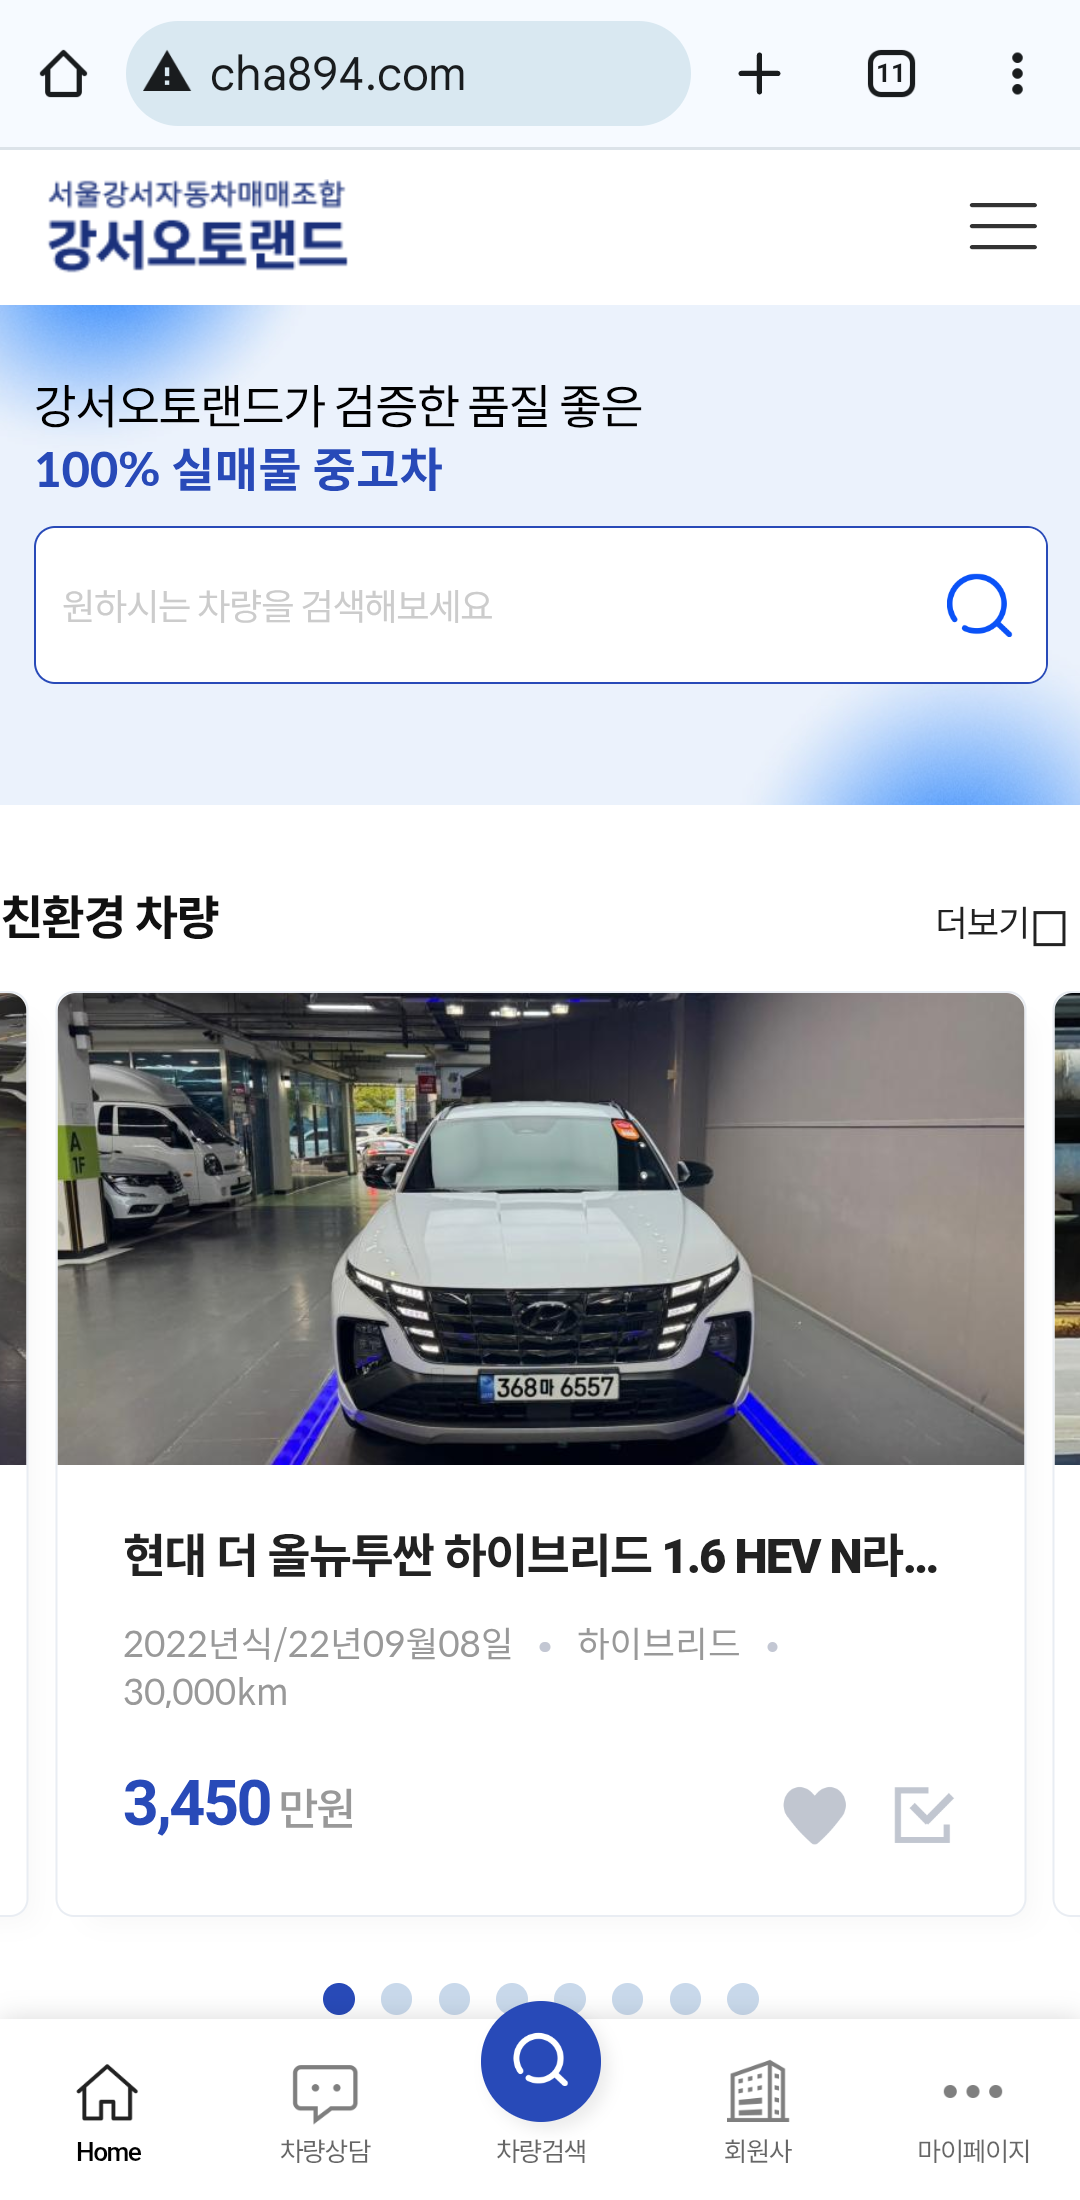 cha894.com
11
서울강서자동차매매조합
강서오토랜드
강서오토랜드가 검증한 품질 좋은
100% 실매물 중고차
원하시는 차량을 검색해보세요
친환경 차량
더보기
A
1F
368마 6557
현대 더 올뉴투싼 하이브리드 1.6 HEV N라...
2022년식/22년09월08일 • 하이브리드 •
30,000km
3,450 만원
Home
차량상담
차량검색
회원사
마이페이지